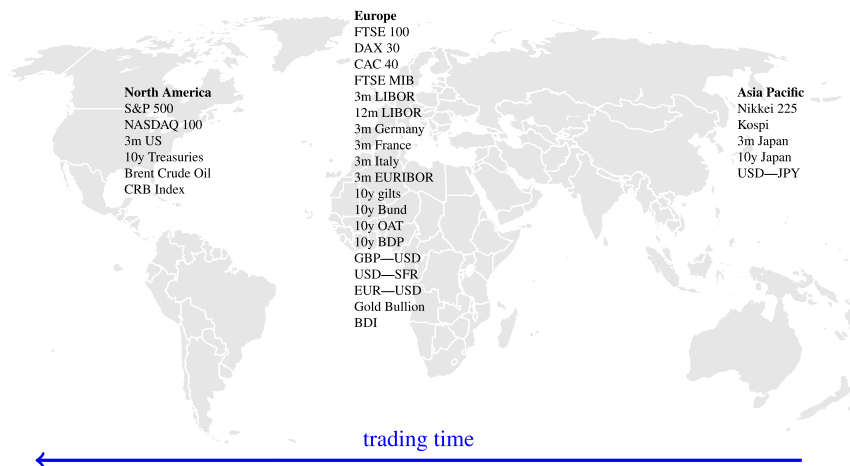 Europe
FTSE 100
DAX 30
CAC 40
FTSE MIB
3m LIBOR
12m LIBOR
3m Germany
3m France
3m Italy
3m EURIBOR
10y gilts
10y Bund
10y OAT
10y BDP
GBP—USD
USD—SFR
EUR—USD
Gold Bullion
BDI
North America
S&P 500
NASDAQ 100
3m US
10y Treasuries
Brent Crude Oil
CRB Index
Asia Pacific
Nikkei 225
Kospi
3m Japan
10y Japan
USD—JPY
trading time